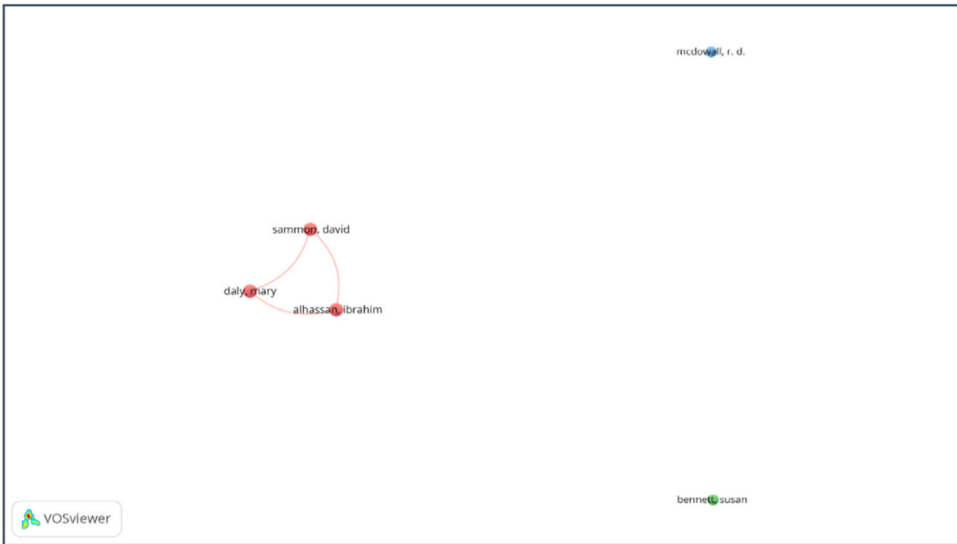 mcdowall, r. d.
sammon, david
daly, mary
alhassan, ibrahim
bennett, susan
VOSviewer